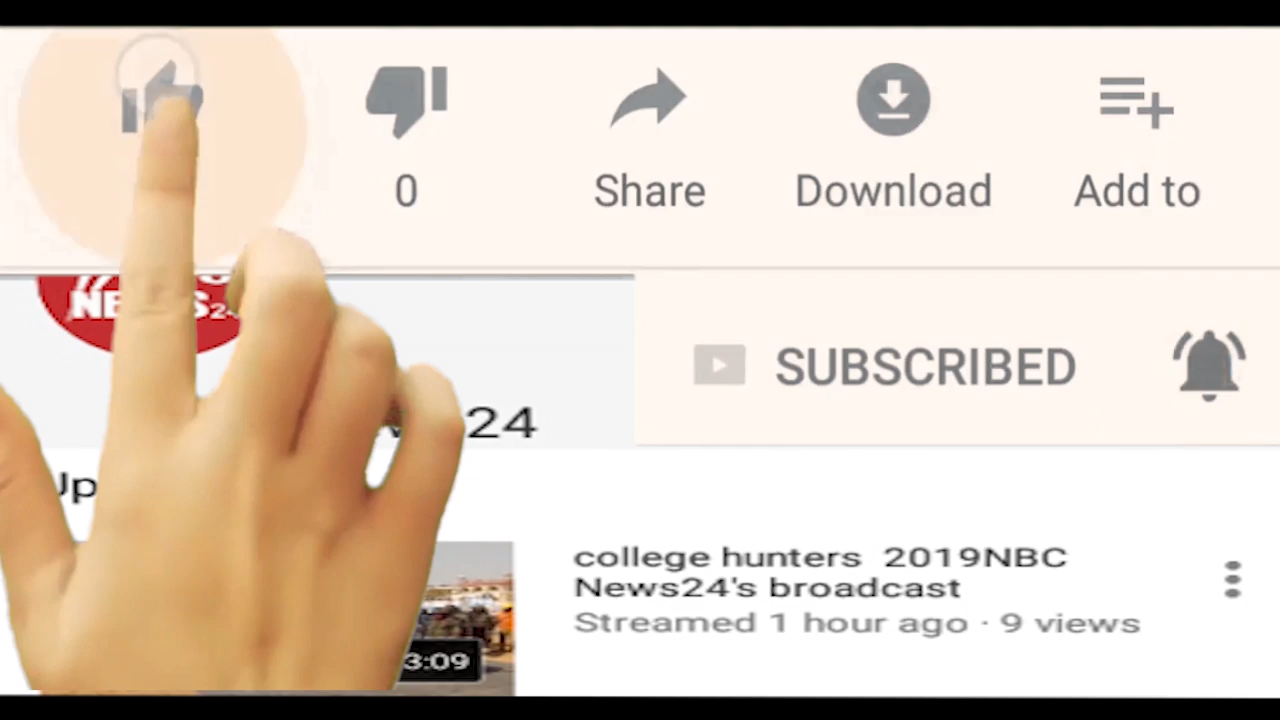 0
Share
Download
Add to
SUBSCRIBED
24
college hunters 2019NBC
News24's broadcast
Streamed 1 hour ago · 9 views
3:09